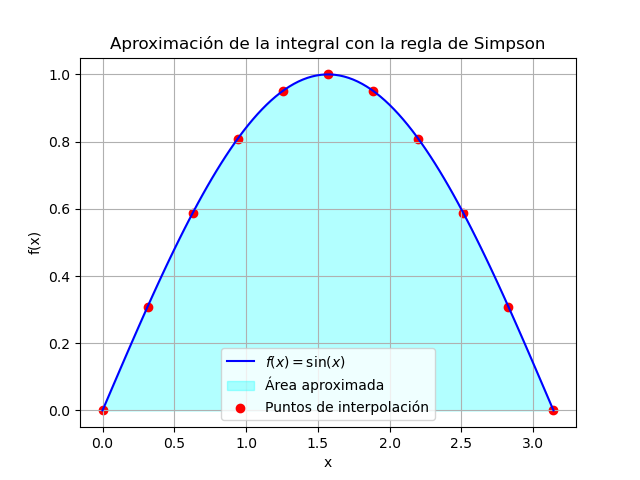 Aproximación de la integral con la regla de Simpson
f(x)
1.0
0.8
0.6
0.4
0.2
0.0
f(x) = sin(x)
Área aproximada
Puntos de interpolación
0.0 0.5 1.0 1.5 2.0 2.5 3.0
x